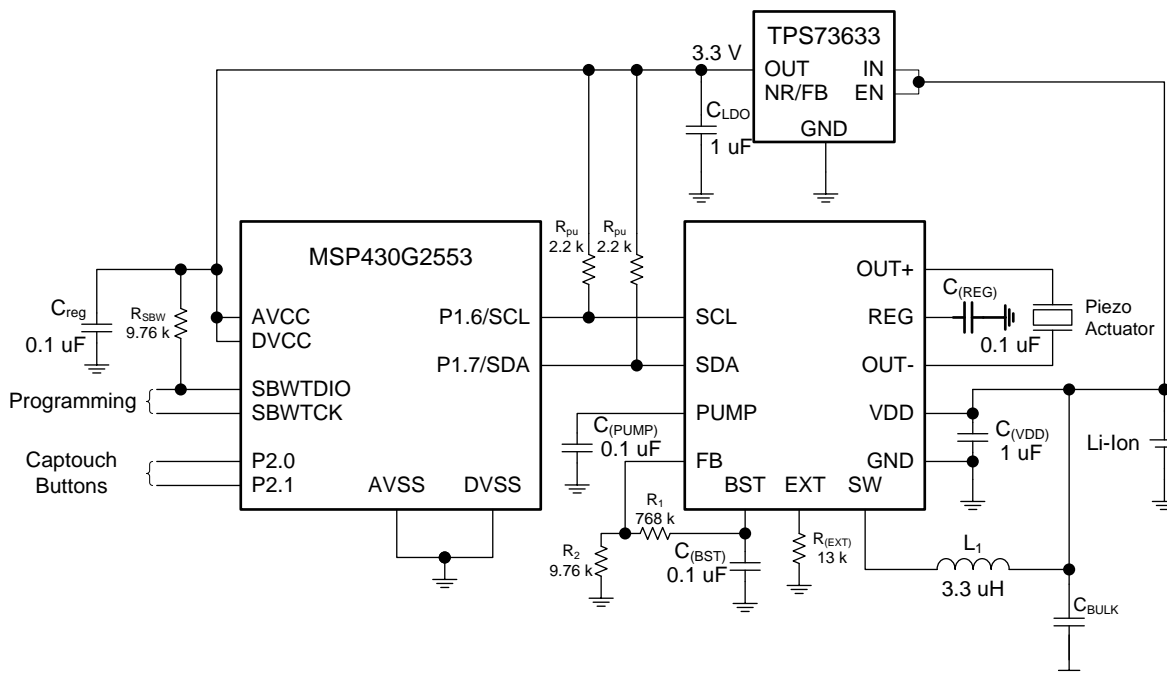 TPS73633
3.3 V
OUT IN
NR/FB EN
GND
CLDO
1 uF
MSP430G2553
Rpu
2.2 k
Rpu
2.2 k
Creg
0.1 uF
RSBW
9.76 k
AVCC
DVCC
P1.6/SCL
P1.7/SDA
SBWTDIO
SBWTCK
Programming
P2.0
P2.1
Captouch
Buttons
AVSS DVSS
SCL
SDA
PUMP
FB
BST EXT SW
OUT+
REG
OUT-
VDD
GND
C(REG)
0.1 uF
Piezo
Actuator
C(PUMP)
0.1 uF
C(VDD)
1 uF
Li-Ion
R1
768 k
R2
9.76 k
C(BST)
0.1 uF
R(EXT)
13 k
L1
3.3 uH
CBULK